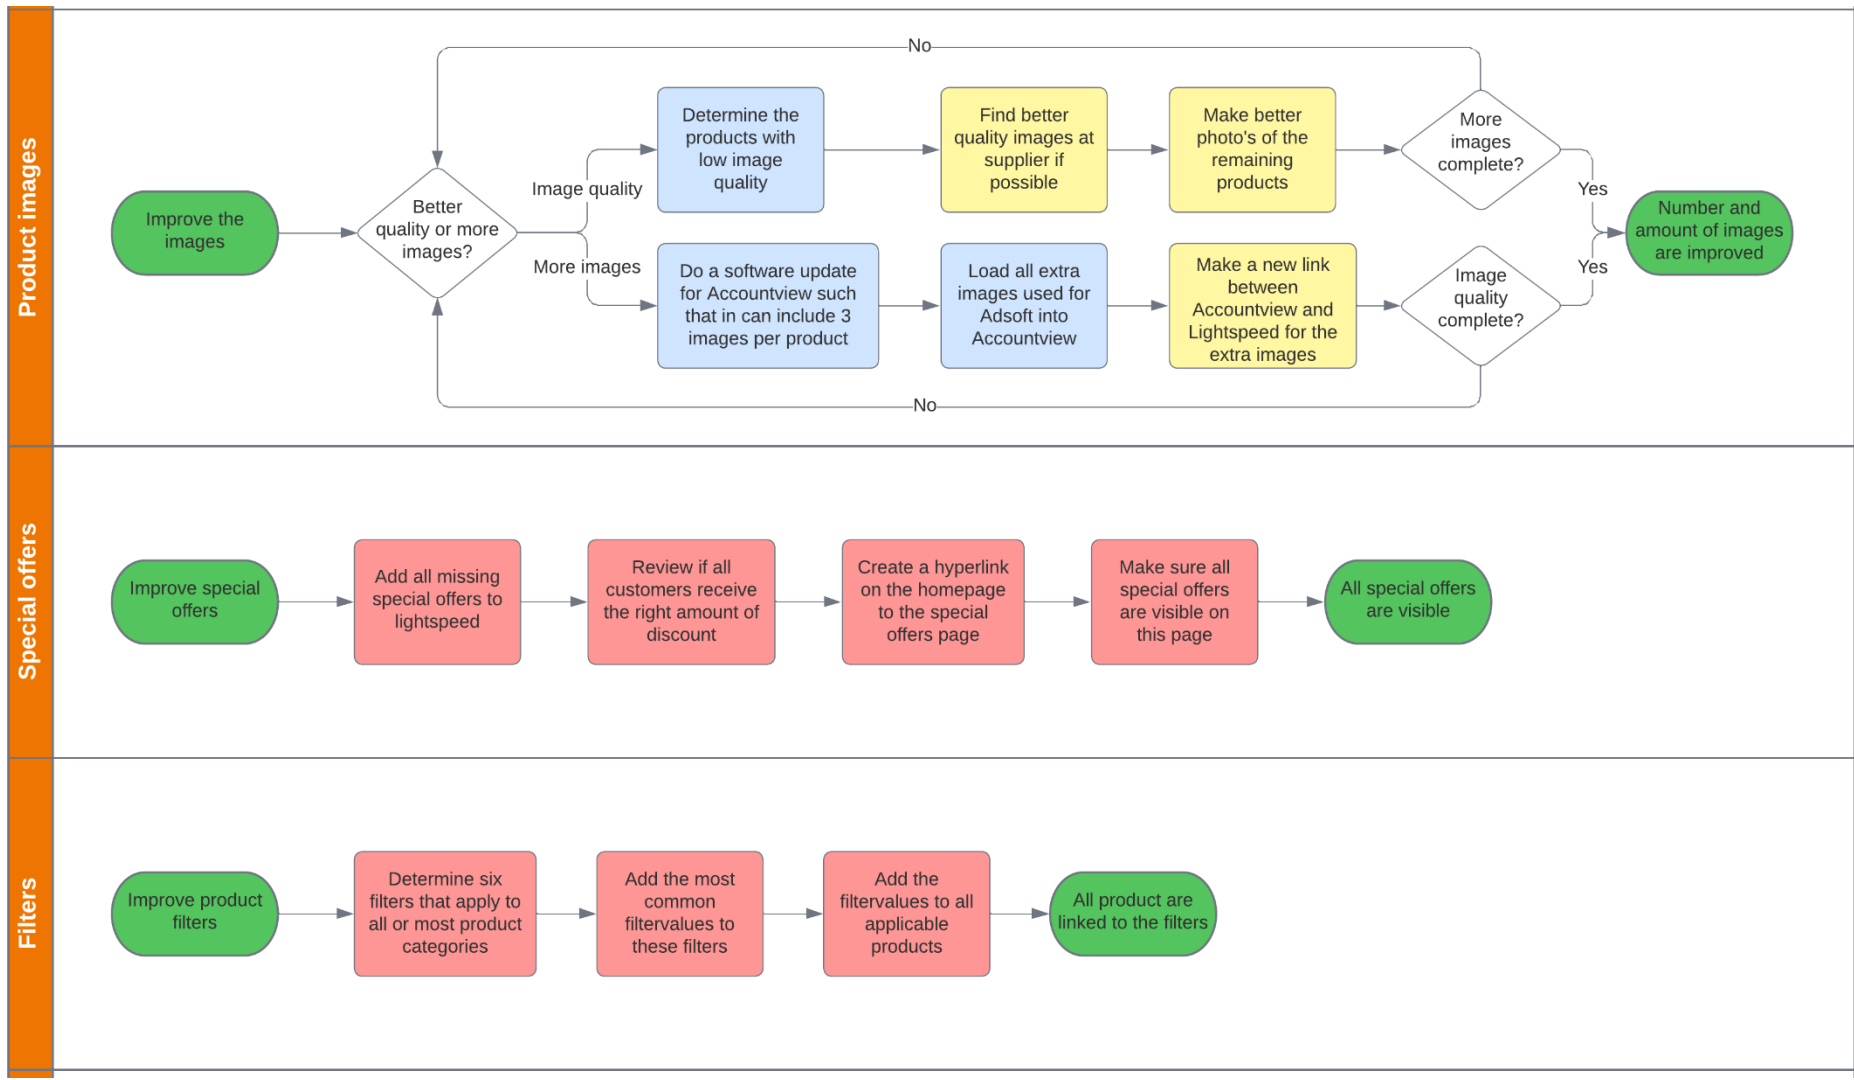 Product images
No
Improve the
images
Better
quality or more
images?
Image quality
More images
Determine the
products with
low image
quality
Find better
quality images at
supplier if
possible
Make better
photo's of the
remaining
products
More
images
complete?
Yes
Do a software update
for Accountview such
that in can include 3
images per product
Load all extra
images used for
Adsoft into
Accountview
Make a new link
between
Accountview and
Lightspeed for the
extra images
Image
quality
complete?
Yes
Number and
amount of images
are improved
No
Special offers
Improve special
offers
Add all missing
special offers to
lightspeed
Review if all
customers receive
the right amount of
discount
Create a hyperlink
on the homepage
to the special
offers page
Make sure all
special offers
are visible on
this page
All special offers
are visible
Filters
Improve product
filters
Determine six
filters that apply to
all or most product
categories
Add the most
common
filtervalues to
these filters
Add the
filtervalues to all
applicable
products
All product are
linked to the filters